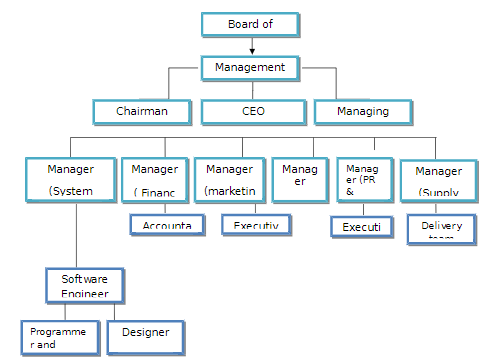 Board of
Management
Chairman
CEO
Managing
Manager
(System
Manager
( Financ
Manager
(marketin
Manag
er
Manag
er (PR
&
Manager
(Supply
Accounta
Executiv
Executi
Delivery
team
Software
Engineer
Programme
r and
Designer